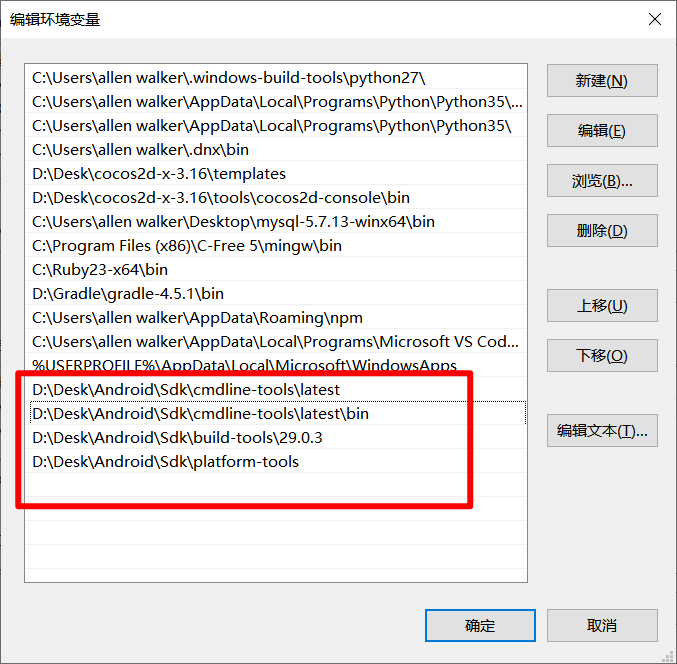 编辑环境变量
C:\Users\allen walker\.windows-build-tools\python27\
C:\Users\allen walker\AppData\Local\Programs\Python\Python35\...
C:\Users\allen walker\AppData\Local\Programs\Python\Python35\
C:\Users\allen walker\.dnx\bin
D:\Desk\cocos2d-x-3.16\templates
D:\Desk\cocos2d-x-3.16\tools\cocos2d-console\bin
C:\Users\allen walker\Desktop\mysql-5.7.13-winx64\bin
C:\Program Files (x86)\C-Free 5\mingw\bin
C:\Ruby23-x64\bin
D:\Gradle\gradle-4.5.1\bin
C:\Users\allen walker\AppData\Roaming\npm
C:\Users\allen walker\AppData\Local\Programs\Microsoft VS Cod...
%USERPROFILE%\AppData\Local\Microsoft\WindowsApps
D:\Desk\Android\Sdk\cmdline-tools\latest
D:\Desk\Android\Sdk\cmdline-tools\latest\bin
D:\Desk\Android\Sdk\build-tools\29.0.3
D:\Desk\Android\Sdk\platform-tools
新建(N)
编辑(E)
浏览(B)...
删除(D)
上移(U)
下移(O)
编辑文本(T)...
确定
取消